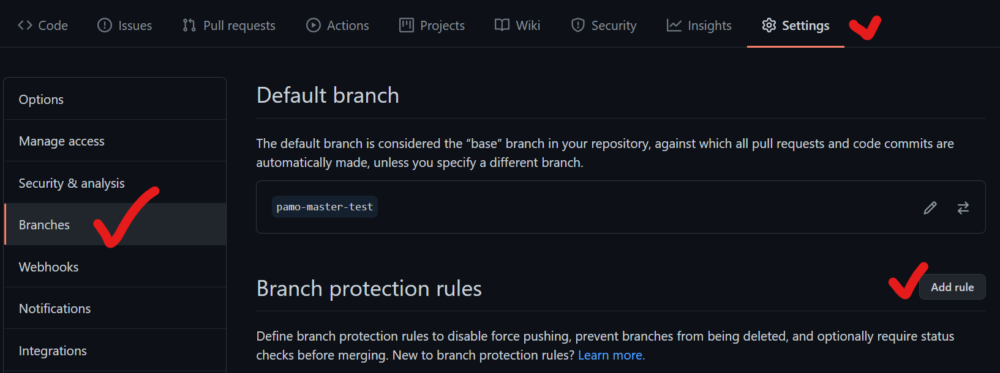 Code Issues Pull requests Actions Projects Wiki Security Insights Settings
Options
Manage access
Security & analysis
Branches
Webhooks
Notifications
Integrations
Default branch
The default branch is considered the “base” branch in your repository, against which all pull requests and code commits are
automatically made, unless you specify a different branch.
pamo-master-test
Branch protection rules
Add rule
Define branch protection rules to disable force pushing, prevent branches from being deleted, and optionally require status
checks before merging. New to branch protection rules? Learn more.